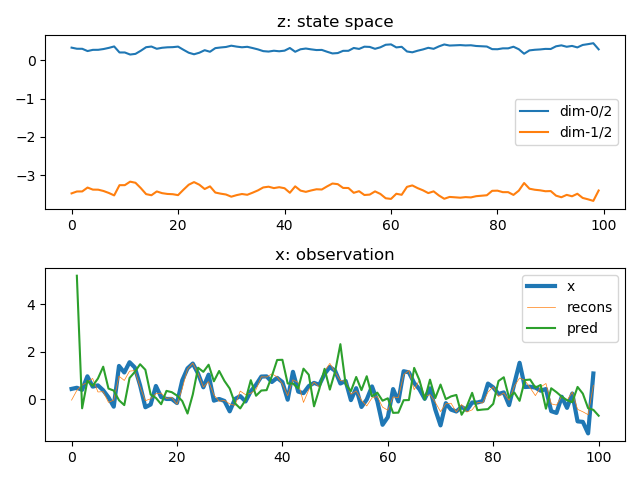 z: state space
0
−1
−2
−3
dim-0/2
dim-1/2
0 20 40 60 80 100
x: observation
4
2
0
x
recons
pred
0 20 40 60 80 100